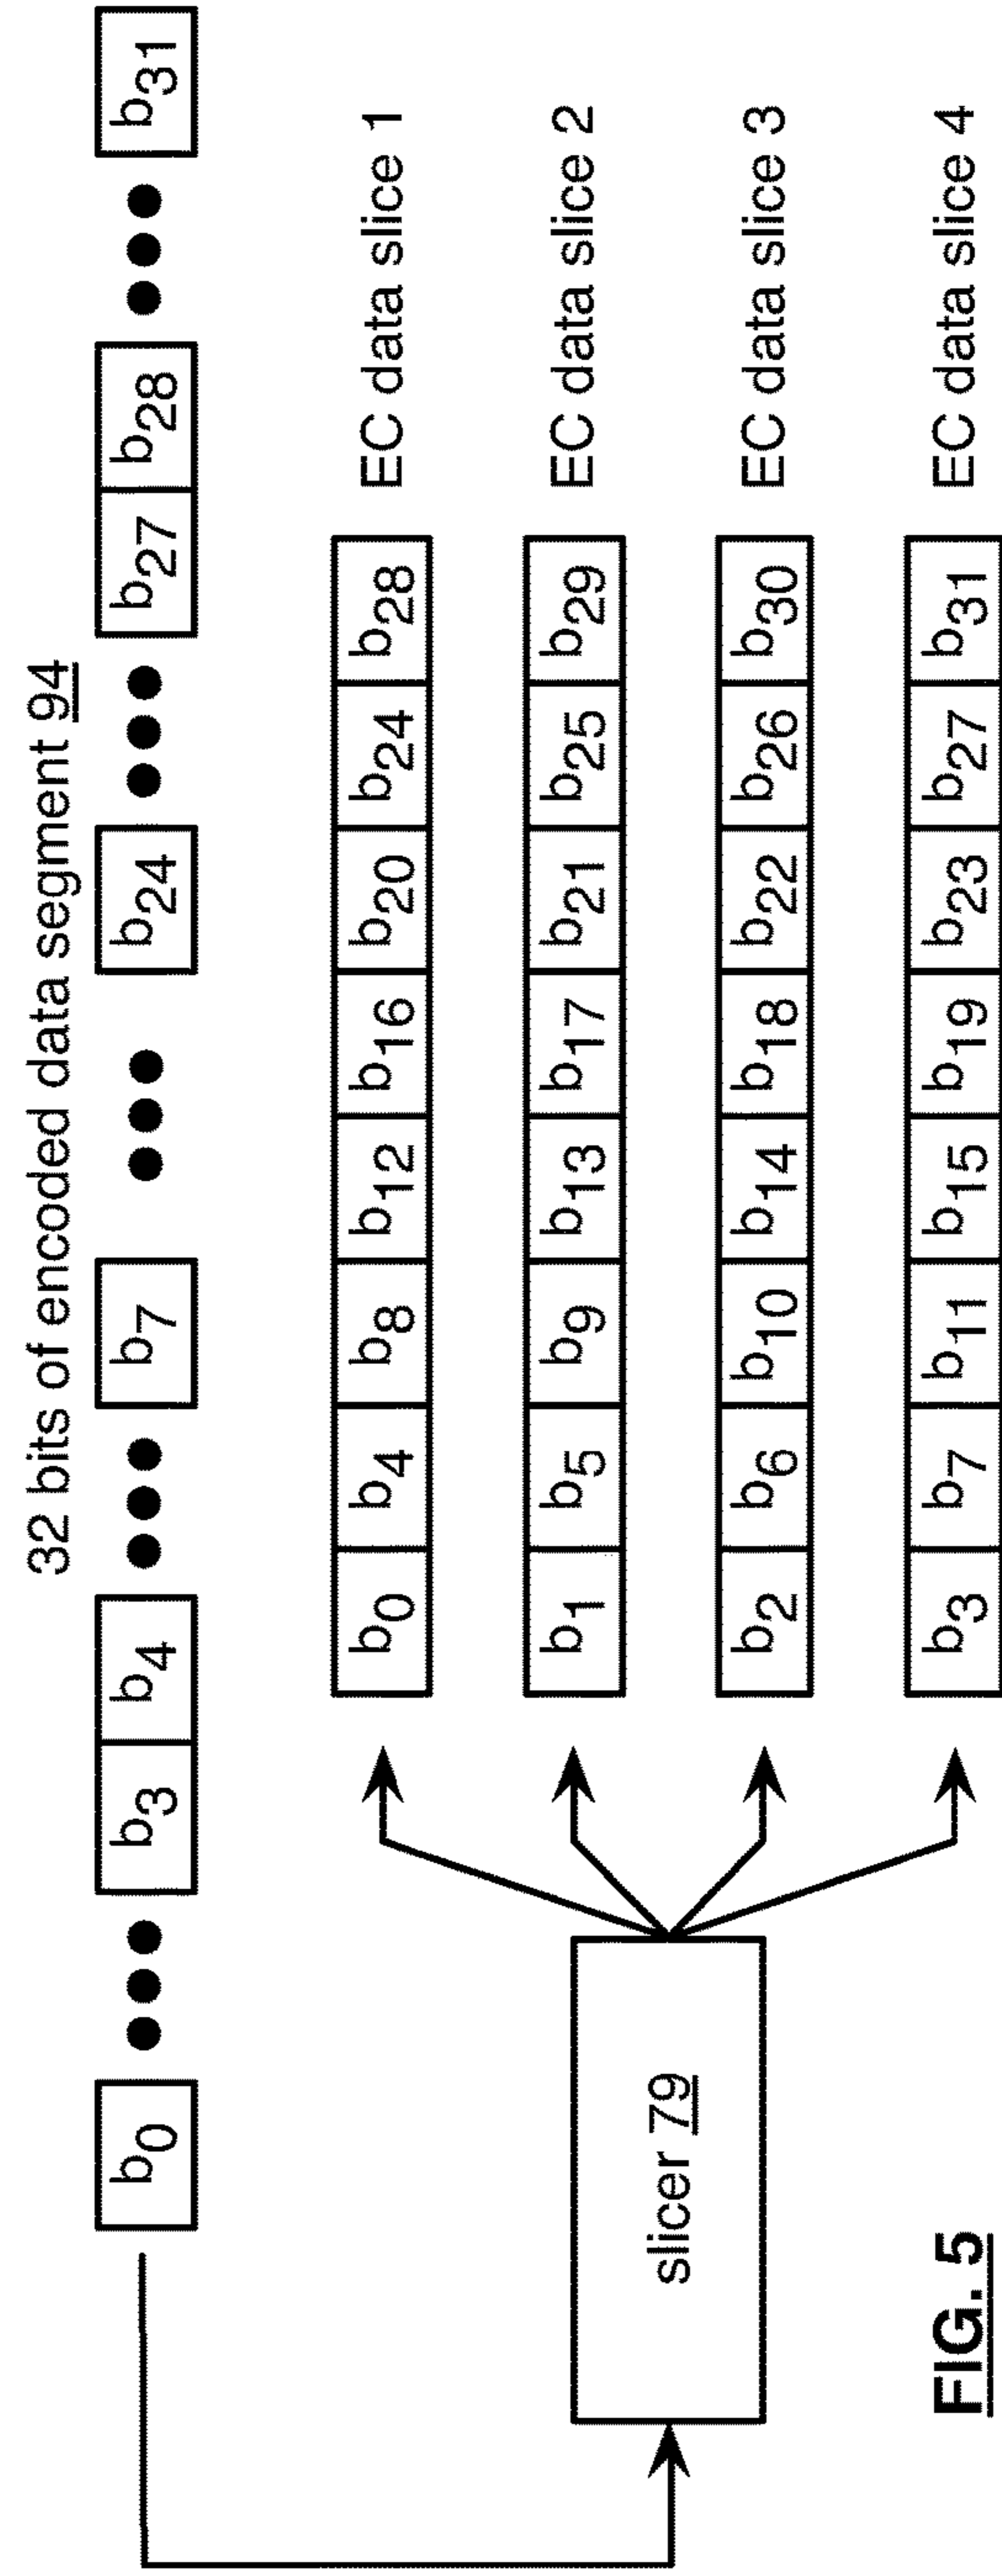 32 bits of encoded data segment 94
b0 ●●● b3 b4 ●●● b7 ●●● b24 ●●● b27 b28 ●●● b31
b0 b4 b8 b12 b16 b20 b24 b28 EC data slice 1
b1 b5 b9 b13 b17 b21 b25 b29 EC data slice 2
slicer 79
b2 b6 b10 b14 b18 b22 b26 b30 EC data slice 3
b3 b7 b11 b15 b19 b23 b27 b31 EC data slice 4
FIG. 5